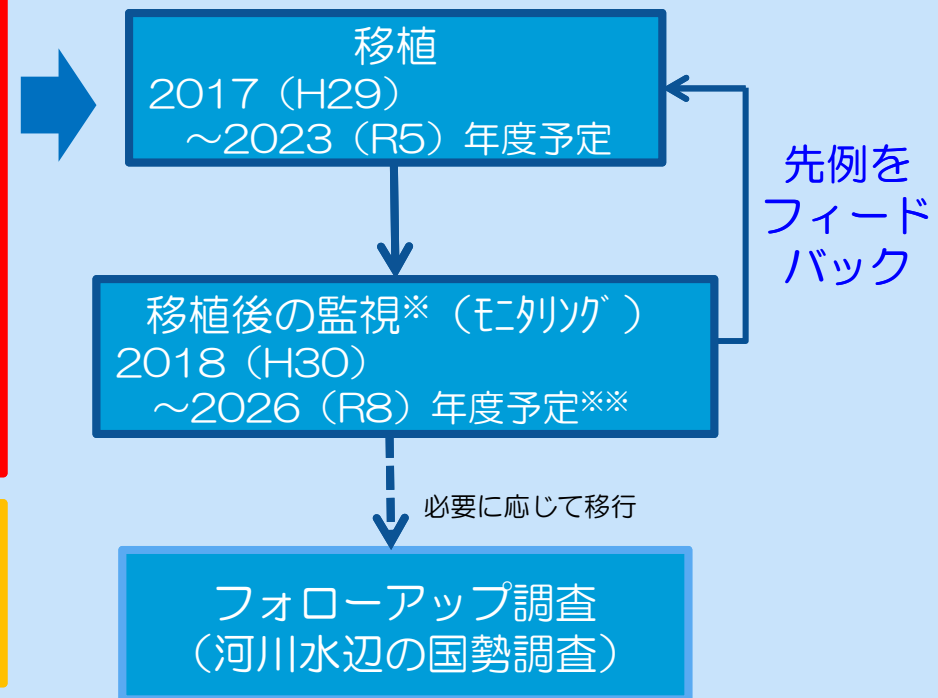 移植
2017（H29）
～2023（R5）年度予定
先例を
フィード
バック
移植後の監視※（ﾓﾆﾀﾘﾝｸﾞ）
2018（H30）
～2026（R8）年度予定※※
必要に応じて移行
フォローアップ調査
（河川水辺の国勢調査）